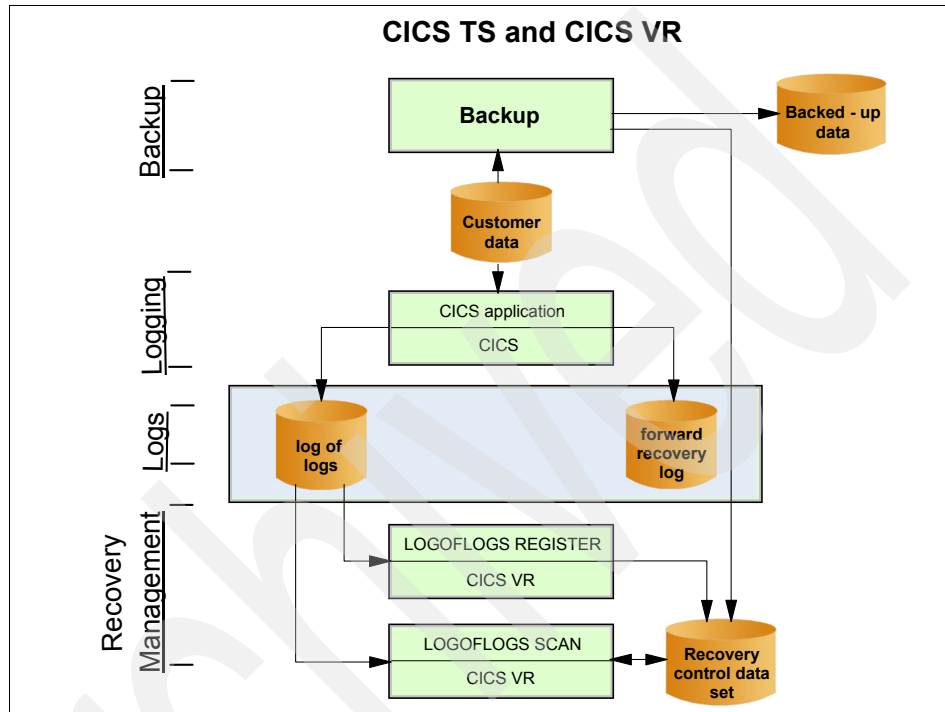 CICS TS and CICS VR
Backup
Backup
Backed - up
data
Customer
data
Logging
CICS application
CICS
Logs
log of
logs
forward
recovery
log
Recovery
Management
LOGOFLOGS REGISTER
CICS VR
LOGOFLOGS SCAN
CICS VR
Recovery
control data
set
Archived